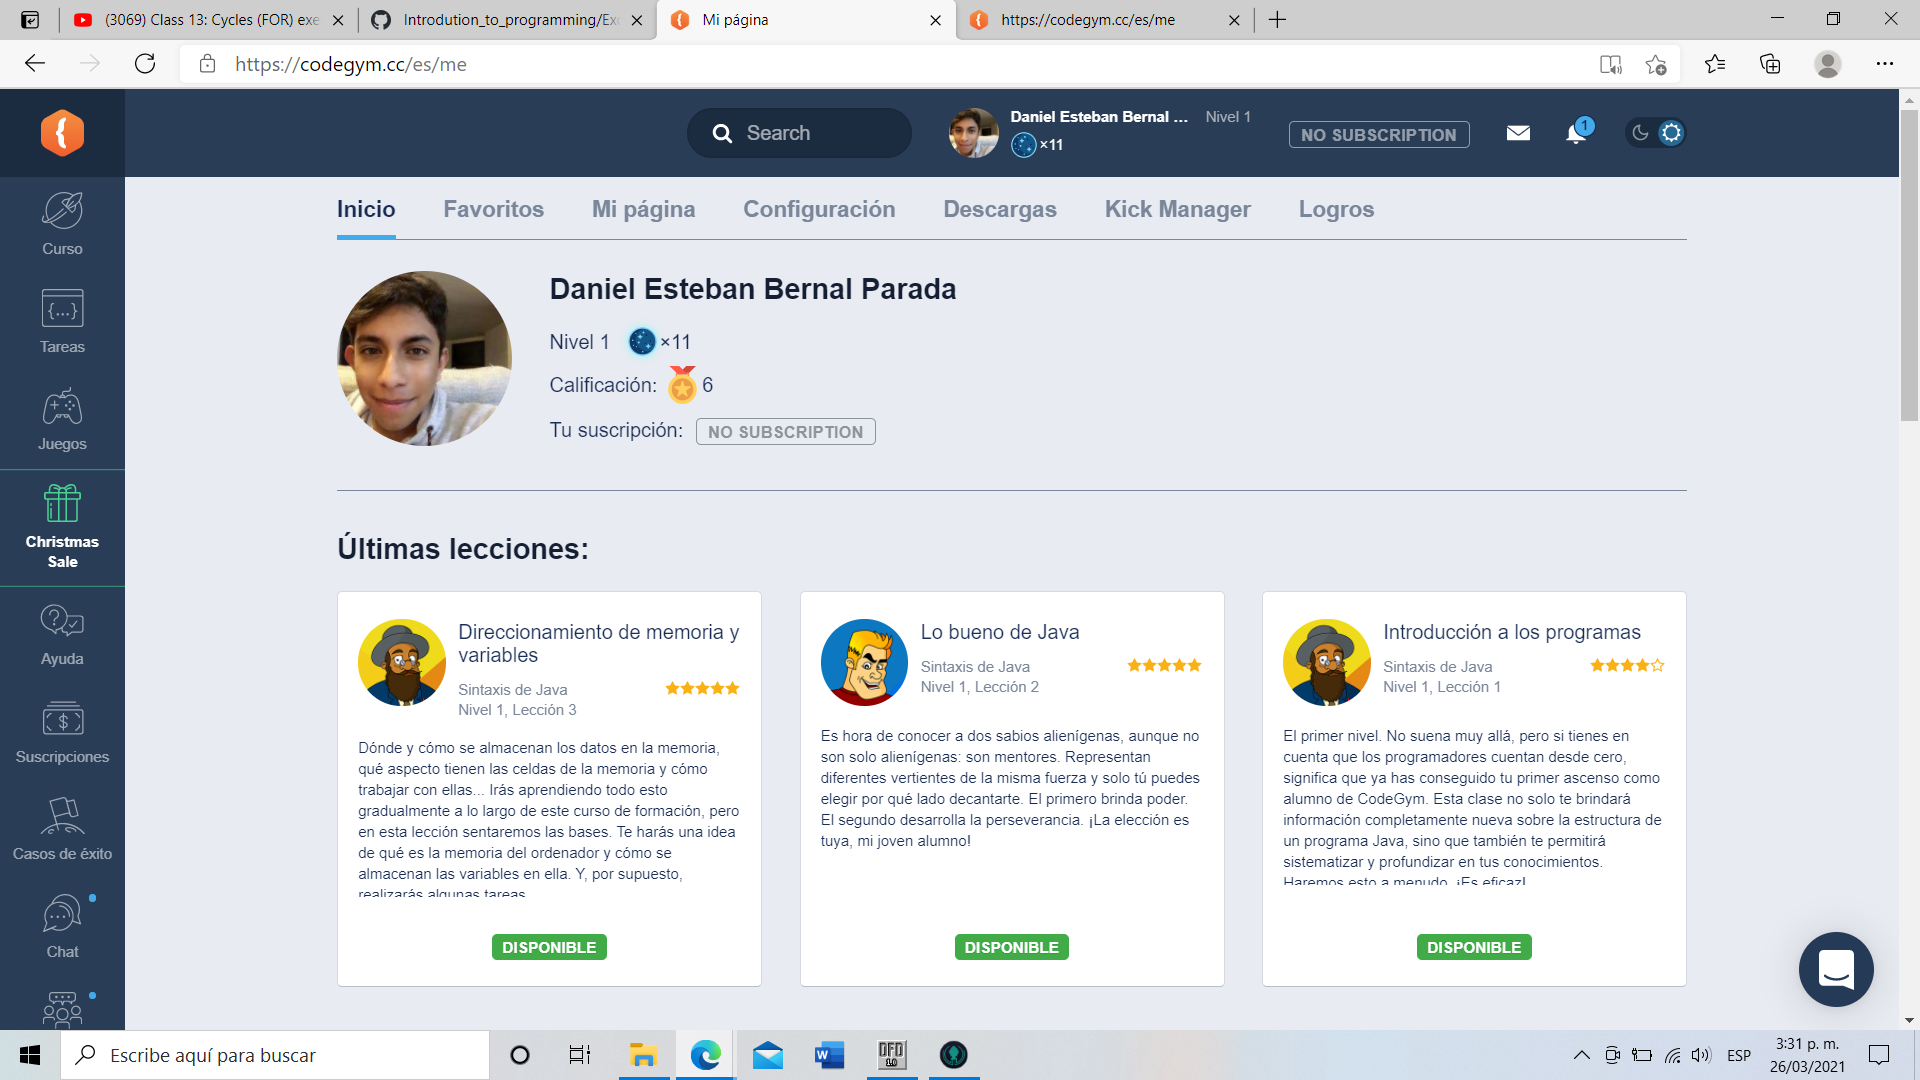 (3069) Class 13: Cycles (FOR) exe
Introdution_to_programming/Exe
Mi página
https://codegym.cc/es/me
https://codegym.cc/es/me
Search
Daniel Esteban Bernal ...
Nivel 1
×11
NO SUBSCRIPTION
1
Inicio
Favoritos
Mi página
Configuración
Descargas
Kick Manager
Logros
Curso
Tareas
Juegos
Christmas
Sale
Ayuda
Suscripciones
Casos de éxito
Chat
Daniel Esteban Bernal Parada
Nivel 1 ×11
Calificación: 6
Tu suscripción: NO SUBSCRIPTION
Últimas lecciones:
Direccionamiento de memoria y
variables
Sintaxis de Java
Nivel 1, Lección 3
Dónde y cómo se almacenan los datos en la memoria,
qué aspecto tienen las celdas de la memoria y cómo
trabajar con ellas... Irás aprendiendo todo esto
gradualmente a lo largo de este curso de formación, pero
en esta lección sentaremos las bases. Te harás una idea
de qué es la memoria del ordenador y cómo se
almacenan las variables en ella. Y, por supuesto,
realizarás algunas tareas
DISPONIBLE
Lo bueno de Java
Sintaxis de Java
Nivel 1, Lección 2
Es hora de conocer a dos sabios alienígenas, aunque no
son solo alienígenas: son mentores. Representan
diferentes vertientes de la misma fuerza y solo tú puedes
elegir por qué lado decantarte. El primero brinda poder.
El segundo desarrolla la perseverancia. ¡La elección es
tuya, mi joven alumno!
DISPONIBLE
Introducción a los programas
Sintaxis de Java
Nivel 1, Lección 1
El primer nivel. No suena muy allá, pero si tienes en
cuenta que los programadores cuentan desde cero,
significa que ya has conseguido tu primer ascenso como
alumno de CodeGym. Esta clase no solo te brindará
información completamente nueva sobre la estructura de
un programa Java, sino que también te permitirá
sistematizar y profundizar en tus conocimientos.
Haremos esto a menudo. ¡Es eficaz!
DISPONIBLE
Escribe aquí para buscar
DFD
1.0
ESP
3:31 p. m.
26/03/2021